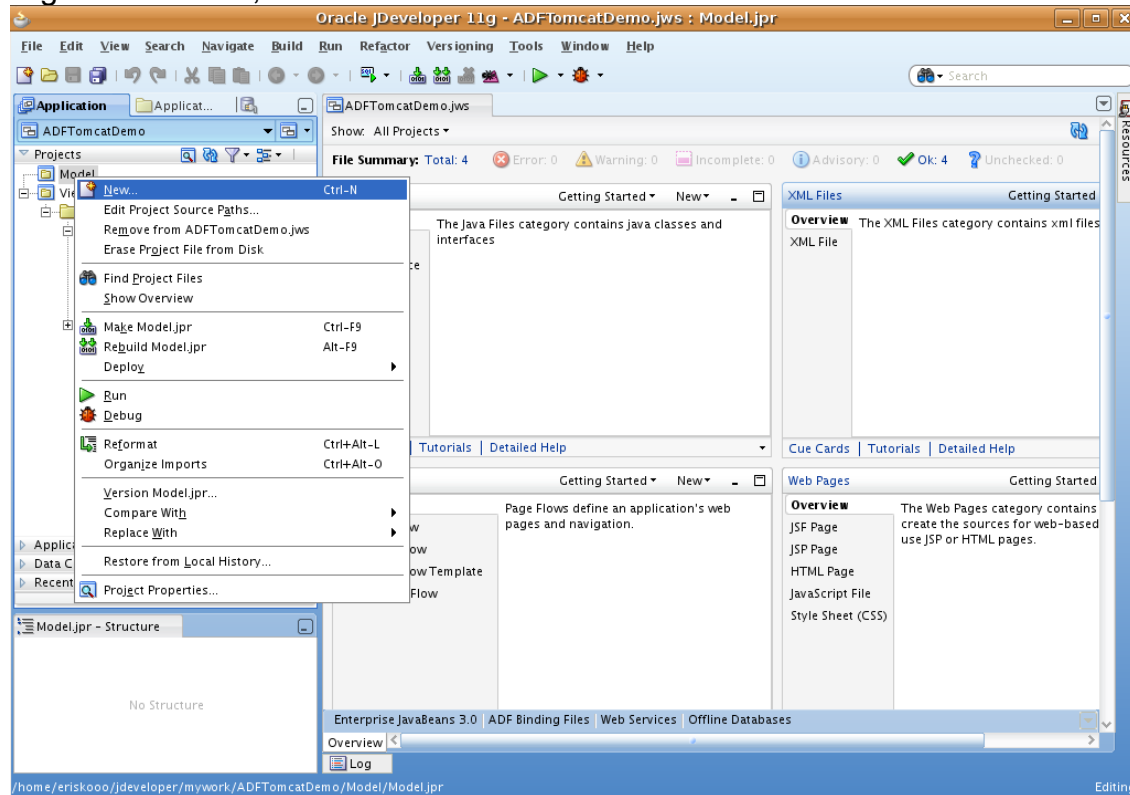 Oracle JDeveloper 11g - ADFTomcatDemo.jws : Model.jpr
File Edit View Search Navigate Build Run Refactor Versioning Tools Window Help
Search
Application Applicat...
ADFTomcatDemo
Projects
Model
New... Ctrl-N
Edit Project Source Paths...
Remove from ADFTomcatDemo.jws
Erase Project File from Disk
Find Project Files
Show Overview
Make Model.jpr Ctrl-F9
Rebuild Model.jpr Alt-F9
Deploy
Run
Debug
Reformat Ctrl+Alt-L
Organize Imports Ctrl+Alt-O
Version Model.jpr...
Compare With
Replace With
Restore from Local History...
Project Properties...
Data C
Recent
Model.jpr - Structure
No Structure
ADFTomcatDemo.jws
Show: All Projects
File Summary: Total: 4 Error: 0 Warning: 0 Incomplete: 0 Advisory: 0 Ok: 4 Unchecked: 0
Getting Started New
The Java Files category contains java classes and
interfaces
Tutorials | Detailed Help
XML Files Getting Started
Overview
XML File
The XML Files category contains xml files
Cue Cards | Tutorials | Detailed Help
Getting Started New
Page Flows define an application's web
pages and navigation.
ow Template
Flow
Web Pages Getting Started
Overview
JSF Page
JSP Page
HTML Page
JavaScript File
Style Sheet (CSS)
The Web Pages category contains
create the sources for web-based
use JSP or HTML pages.
Enterprise JavaBeans 3.0 ADF Binding Files Web Services Offline Databases
Overview
Log
Resources
/home/eriskooo/jdeveloper/mywork/ADFTomcatDemo/Model/Model.jpr
Editing